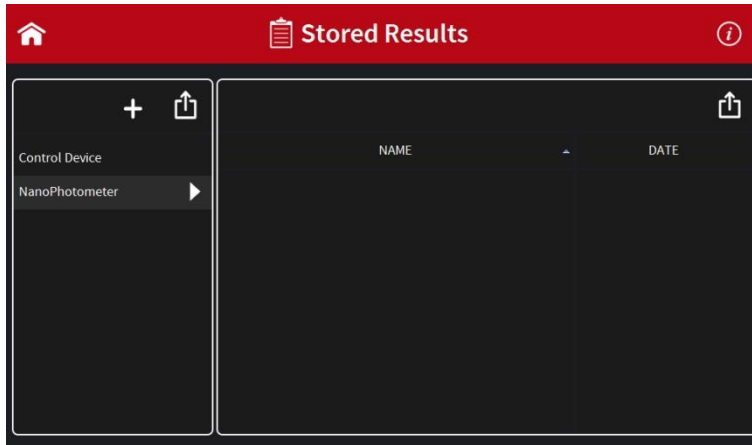 Stored Results
Control Device
NanoPhotometer
NAME DATE